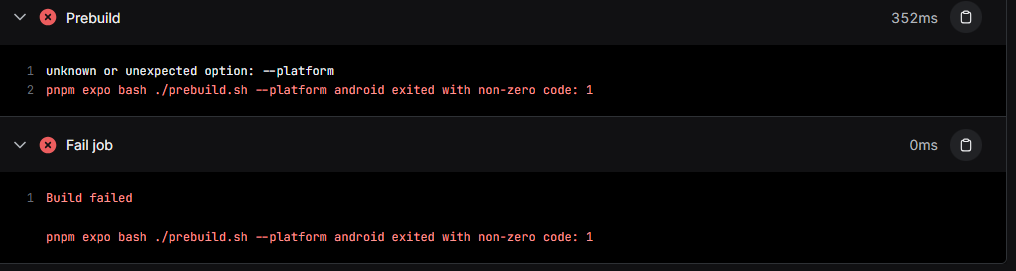 Prebuild 352ms
1 unknown or unexpected option: --platform
2 pnpm expo bash ./prebuild.sh --platform android exited with non-zero code: 1
Fail job 0ms
1 Build failed
pnpm expo bash ./prebuild.sh --platform android exited with non-zero code: 1